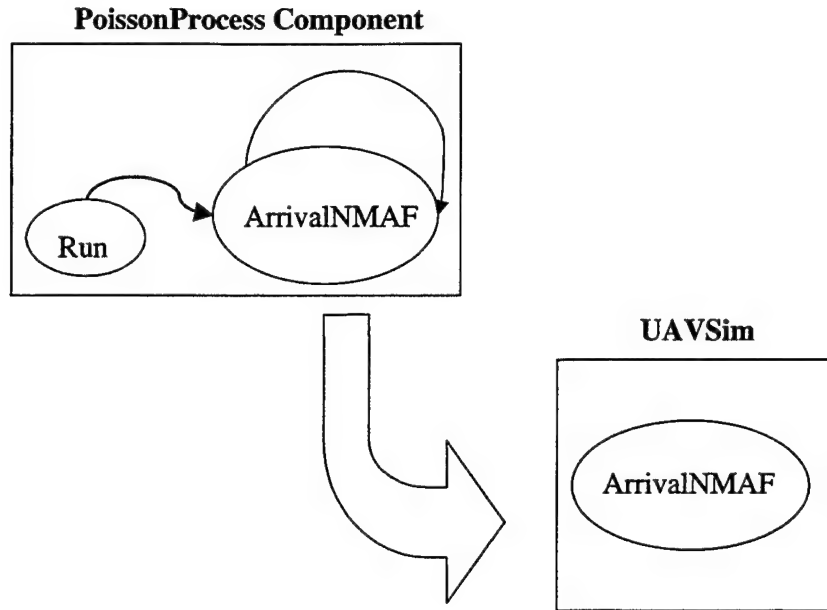 PoissonProcess Component
ArrivalNMAF
Run
UAVSim
ArrivalNMAF